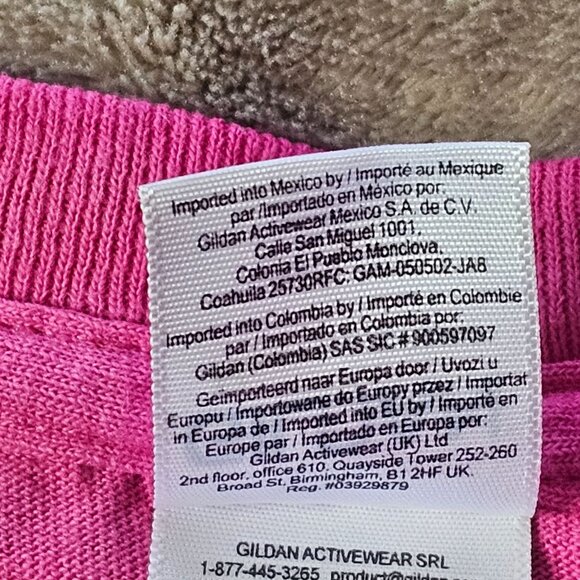 Imported into Mexico by / Importé au Mexique
par /Importado en México por:
Gildan Activewear Mexico S.A. de C.V.
Calle San Miguel 1001,
Colonia El Pueblo Monclova,
Coahuila 25730RFC: GAM-050502-JA8
Imported into Colombia by / Importé en Colombie
par / Importado en Colombia por:
Gildan (Colombia) SAS SIC # 900597097
Geïmporteerd naar Europa door / Uvozi u
Europu / Importowane do Europy przez / Importat
in Europa de / Imported into EU by / Importé en
Europe par / Importado en Europa por:
Gildan Activewear (UK) Ltd
2nd floor, office 610, Quayside Tower 252-260
Broad St, Birmingham, B1 2HF UK.
Reg. #03929879
GILDAN ACTIVEWEAR SRL
1-877-445-3265